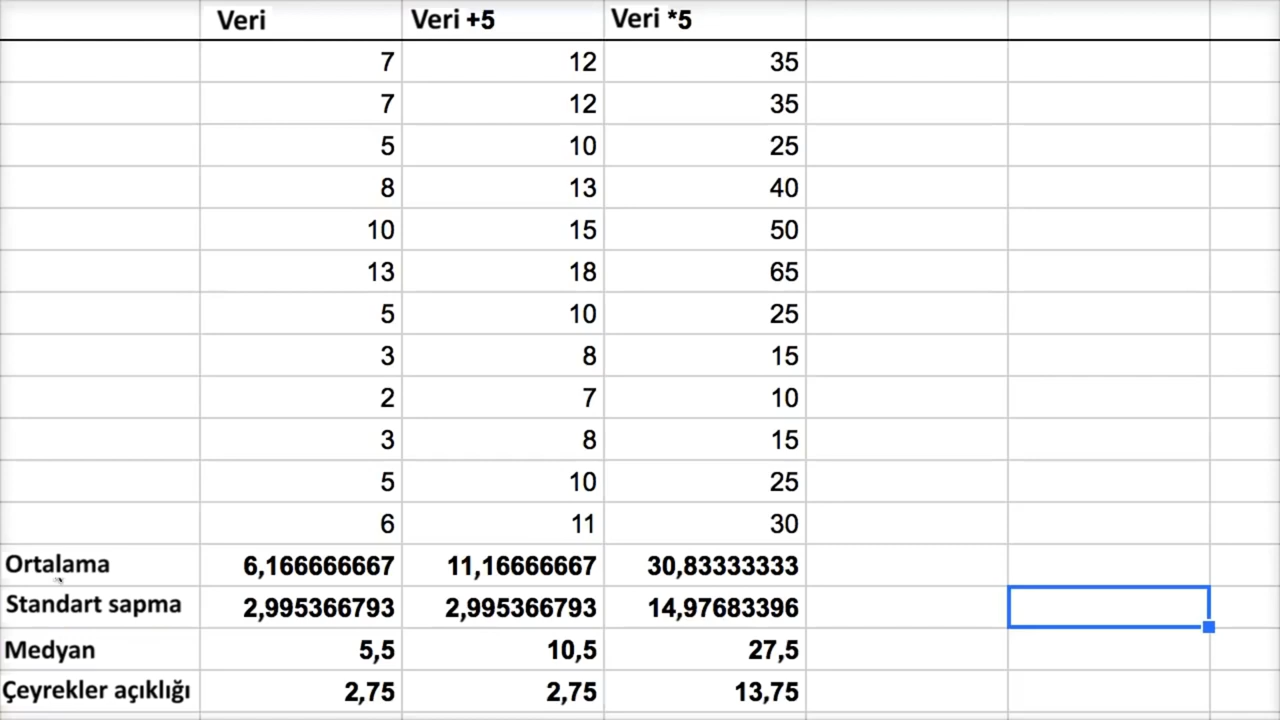 Veri Veri +5 Veri *5
7 12 35
7 12 35
5 10 25
8 13 40
10 15 50
13 18 65
5 10 25
3 8 15
2 7 10
3 8 15
5 10 25
6 11 30
Ortalama 6,166666667 11,16666667 30,83333333
Standart sapma 2,995366793 2,995366793 14,97683396
Medyan 5,5 10,5 27,5
Çeyrekler açıklığı 2,75 2,75 13,75